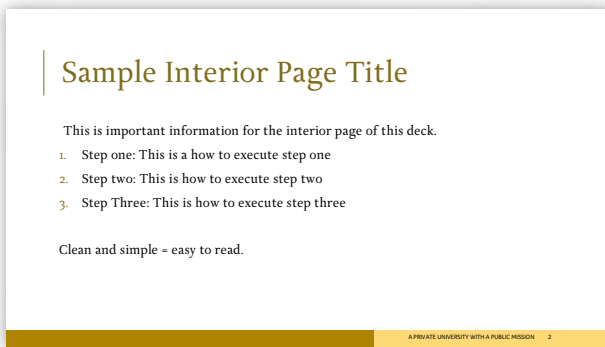 Sample Interior Page Title
This is important information for the interior page of this deck.
1. Step one: This is a how to execute step one
2. Step two: This is how to execute step two
3. Step Three: This is how to execute step three
Clean and simple = easy to read.
A PRIVATE UNIVERSITY WITH A PUBLIC MISSION 2